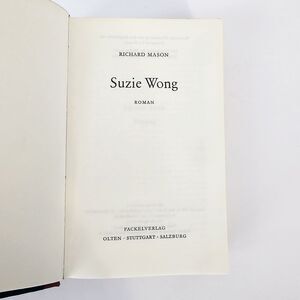 RICHARD MASON
Suzie Wong
ROMAN
FACKELVERLAG
OLTEN · STUTTGART · SALZBURG